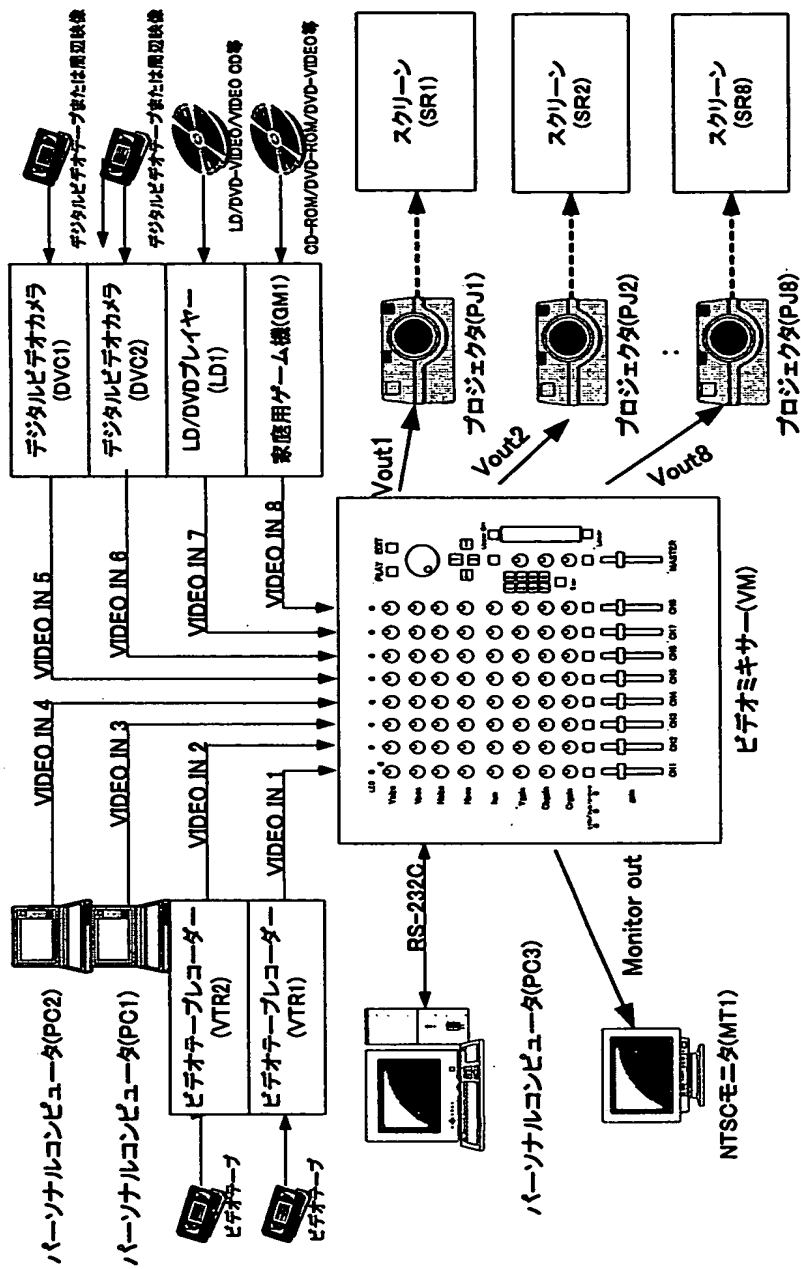 パーソナルコンピュータ(PC2)
パーソナルコンピュータ(PC1)
ビデオテープレコーダー
(VTR2)
ビデオテープレコーダー
(VTR1)
ビデオテープ
ビデオテープ
VIDEO IN 4
VIDEO IN 3
VIDEO IN 2
VIDEO IN 1
VIDEO IN 5
VIDEO IN 6
VIDEO IN 7
VIDEO IN 8
デジタルビデオカメラ
(DVC1)
デジタルビデオカメラ
(DVC2)
LD/DVDプレイヤー
(LD1)
家庭用ゲーム機(GM1)
デジタルビデオテープまたは周辺映像
デジタルビデオテープまたは周辺映像
LD/DVD-VIDEO/VIDEO CD等
CD-ROM/DVD-ROM/DVD-VIDEO等
パーソナルコンピュータ(PC3)
RS-232C
NTSCモニタ(MT1)
Monitor out
ビデオミキサー(VM)
PLAY EDIT
LED
gain
CH1
CH2
CH3
CH4
CH5
CH6
CH7
CH8
MASTER
Vout1
Vout2
Vout8
プロジェクタ(PJ1)
プロジェクタ(PJ2)
:
プロジェクタ(PJ8)
スクリーン
(SR1)
スクリーン
(SR2)
スクリーン
(SR8)